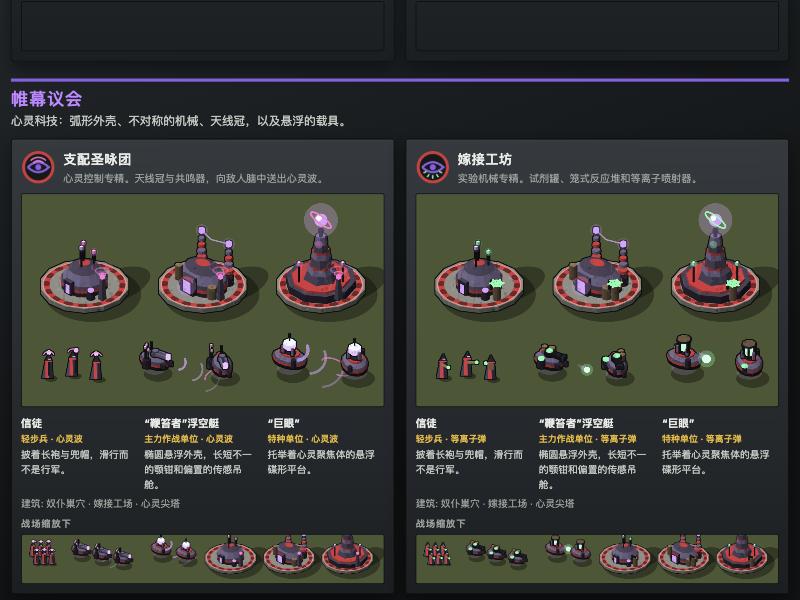 帷幕议会
心灵科技：弧形外壳、不对称的机械、天线冠，以及悬浮的载具。
支配圣咏团
心灵控制专精。天线冠与共鸣器，向敌人脑中送出心灵波。
信徒
轻步兵 · 心灵波
披着长袍与兜帽，滑行而
不是行军。
“鞭笞者”浮空艇
主力作战单位 · 心灵波
椭圆悬浮外壳，长短不一
的颚钳和偏置的传感吊
舱。
“巨眼”
特种单位 · 心灵波
托举着心灵聚焦体的悬浮
碟形平台。
建筑: 奴仆巢穴 · 嫁接工场 · 心灵尖塔
战场缩放下
嫁接工坊
实验机械专精。试剂罐、笼式反应堆和等离子喷射器。
信徒
轻步兵 · 等离子弹
披着长袍与兜帽，滑行而
不是行军。
“鞭笞者”浮空艇
主力作战单位 · 等离子弹
椭圆悬浮外壳，长短不一
的颚钳和偏置的传感吊
舱。
“巨眼”
特种单位 · 等离子弹
托举着心灵聚焦体的悬浮
碟形平台。
建筑: 奴仆巢穴 · 嫁接工场 · 心灵尖塔
战场缩放下